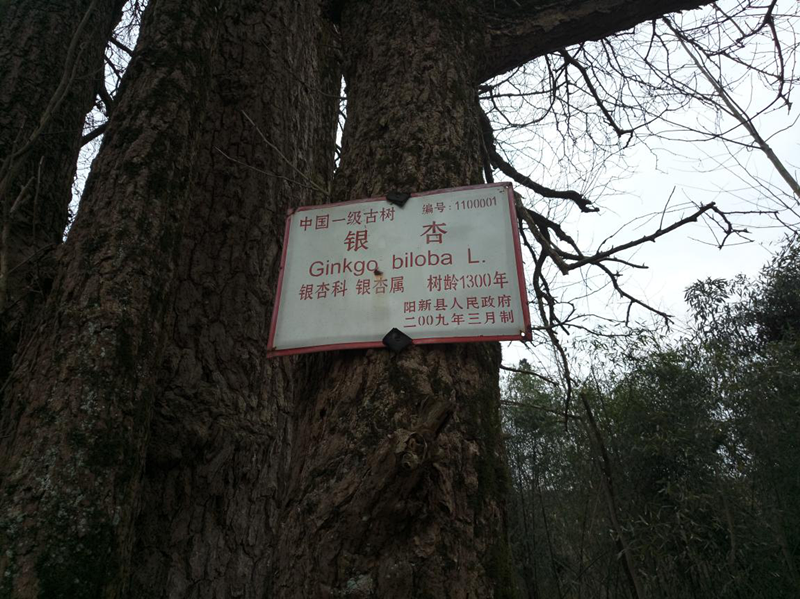 中国一级古树 编号:1100001
银 杏
Ginkgo biloba L.
银杏科 银杏属 树龄1300年
阳新县人民政府
二00九年三月制